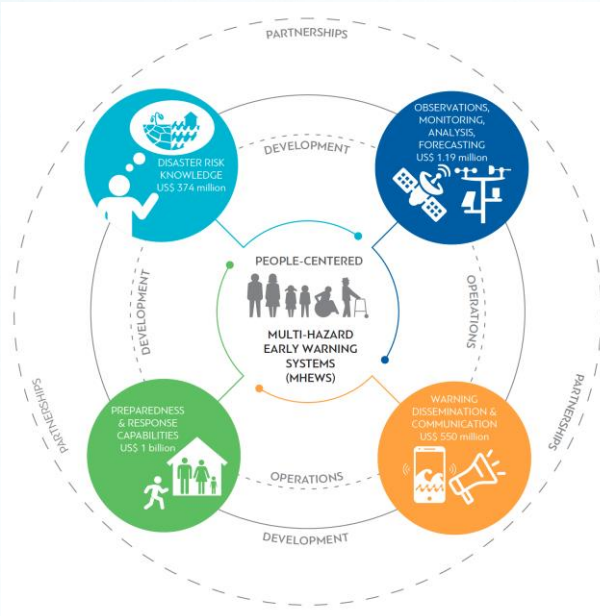 PARTNERSHIPS
OBSERVATIONS,
MONITORING,
ANALYSIS,
FORECASTING
US$ 1.19 million
DISASTER RISK
KNOWLEDGE
US$ 374 million
DEVELOPMENT
PEOPLE-CENTERED
MULTI-HAZARD
EARLY WARNING
SYSTEMS
(MHEWS)
DEVELOPMENT
OPERATIONS
PARTNERSHIPS
PARTNERSHIPS
PREPAREDNESS
& RESPONSE
CAPABILITIES
US$ 1 billion
WARNING
DISSEMINATION &
COMMUNICATION
US$ 550 million
OPERATIONS
DEVELOPMENT